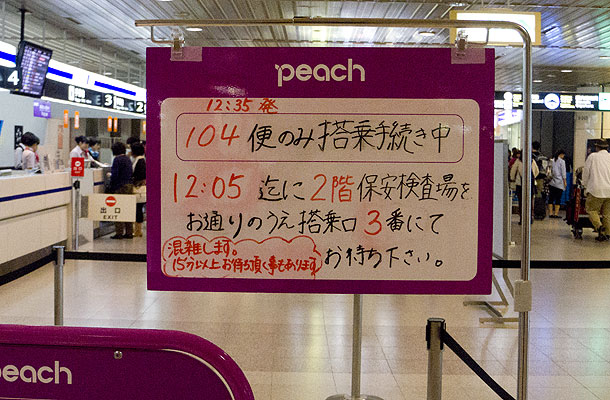 peach
12:35 発
104 便のみ搭乗手続き中
12:05 迄に2階保安検査場を
お通りのうえ搭乗口3番にて
お待ち下さい。
混雑します。
15分以上お待ち頂く事もあります
出口
EXIT
peach
4
3
2